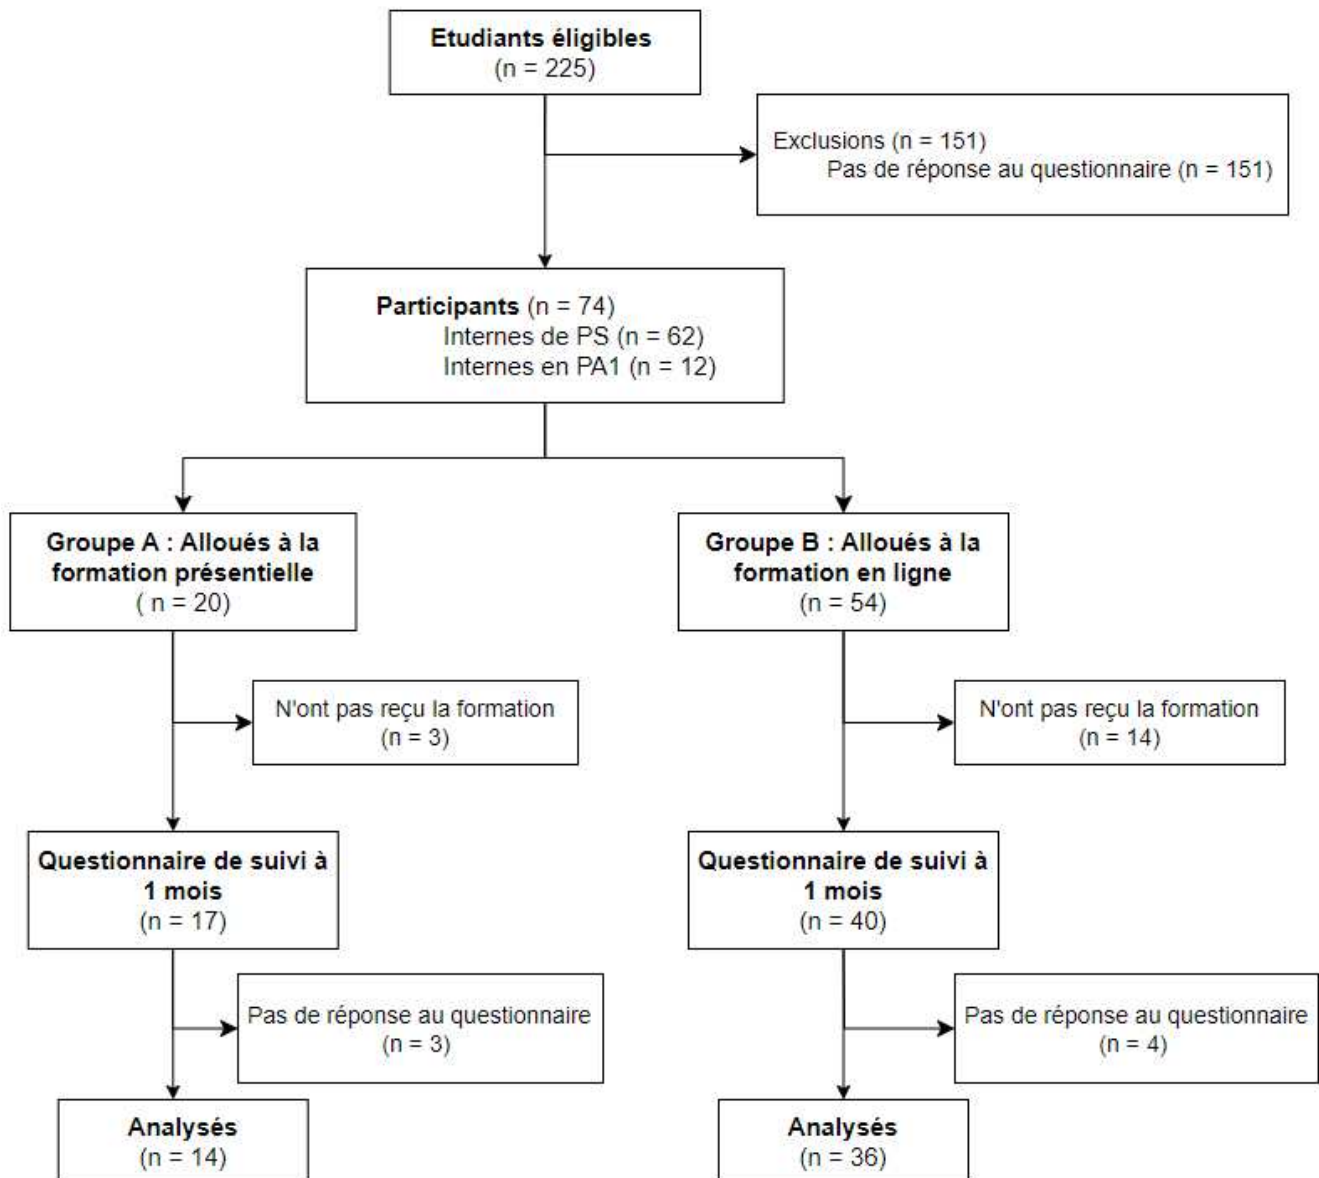 Etudiants éligibles
(n = 225)
Exclusions (n = 151)
Pas de réponse au questionnaire (n = 151)
Participants (n = 74)
Internes de PS (n = 62)
Internes en PA1 (n = 12)
Groupe A : Alloués à la
formation présentielle
( n = 20)
Groupe B : Alloués à la
formation en ligne
(n = 54)
N'ont pas reçu la formation
(n = 3)
N'ont pas reçu la formation
(n = 14)
Questionnaire de suivi à
1 mois
(n = 17)
Questionnaire de suivi à
1 mois
(n = 40)
Pas de réponse au questionnaire
(n = 3)
Pas de réponse au questionnaire
(n = 4)
Analysés
(n = 14)
Analysés
(n = 36)